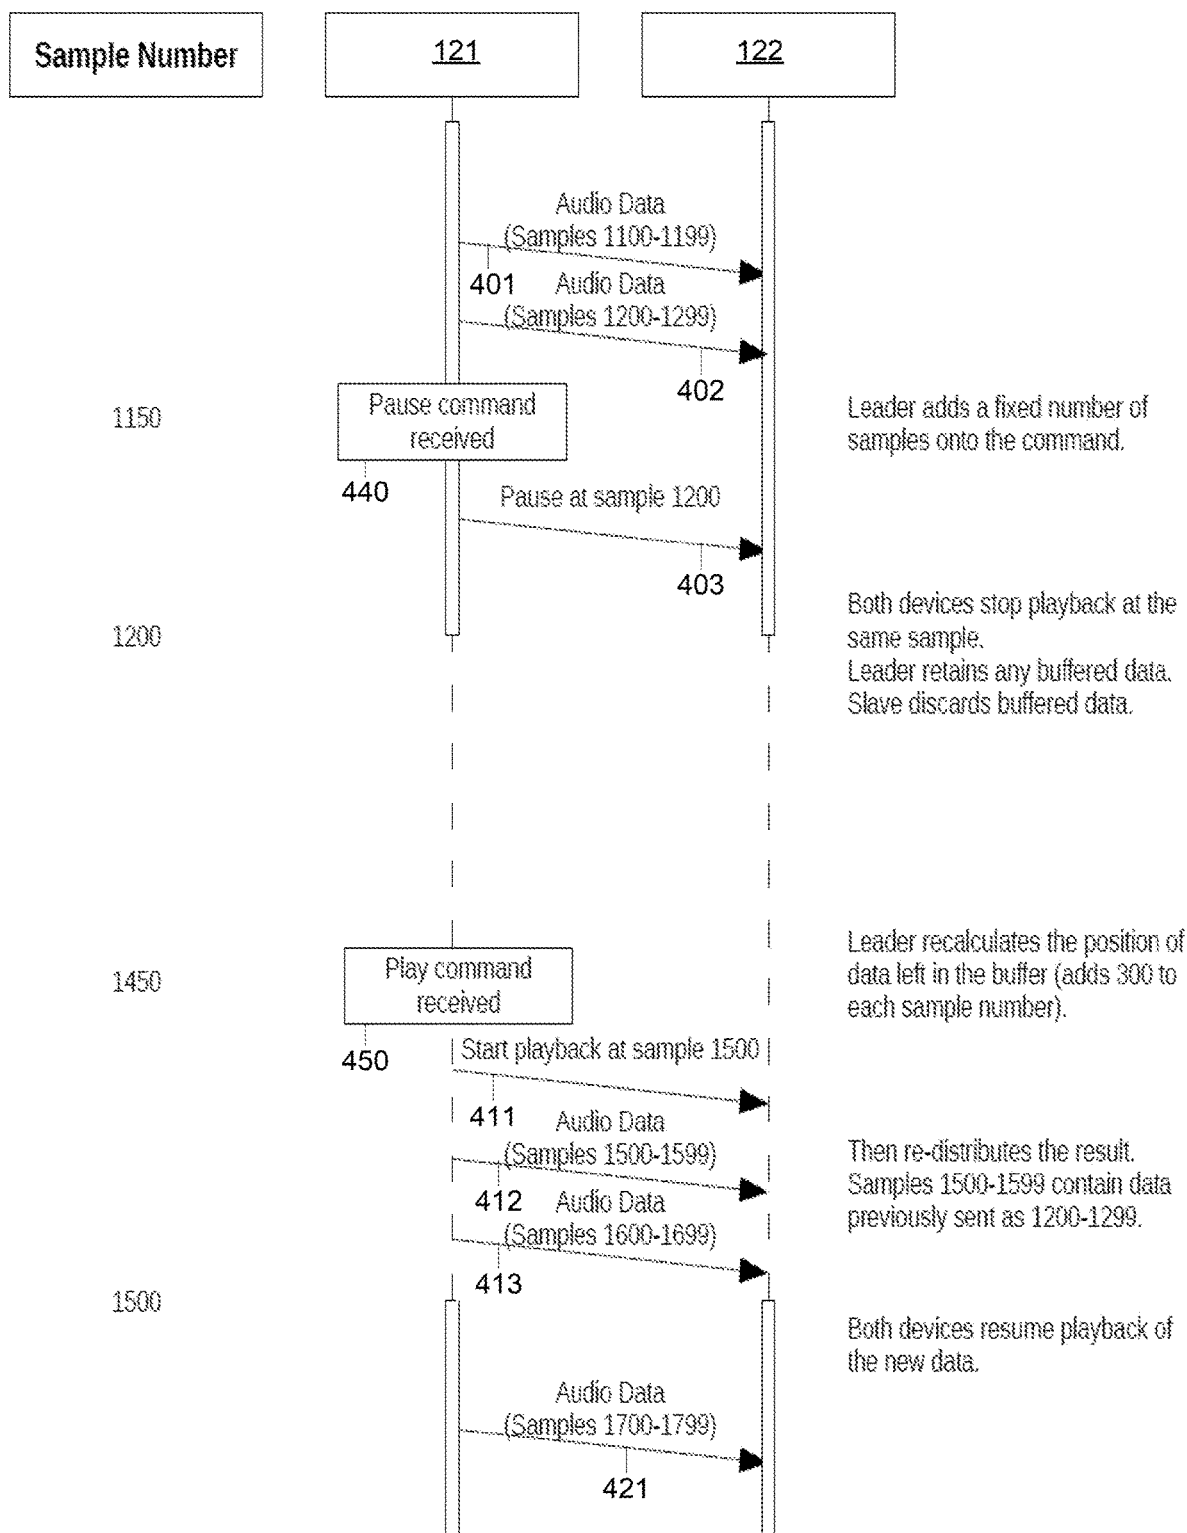 Sample Number
121
122
Audio Data
(Samples 1100-1199)
401
Audio Data
(Samples 1200-1299)
402
1150
Pause command
received
Leader adds a fixed number of
samples onto the command.
440
Pause at sample 1200
403
1200
Both devices stop playback at the
same sample.
Leader retains any buffered data.
Slave discards buffered data.
1450
Play command
received
Leader recalculates the position of
data left in the buffer (adds 300 to
each sample number).
450
Start playback at sample 1500
411
Audio Data
(Samples 1500-1599)
412
Then re-distributes the result.
Samples 1500-1599 contain data
previously sent as 1200-1299.
Audio Data
(Samples 1600-1699)
413
1500
Both devices resume playback of
the new data.
Audio Data
(Samples 1700-1799)
421